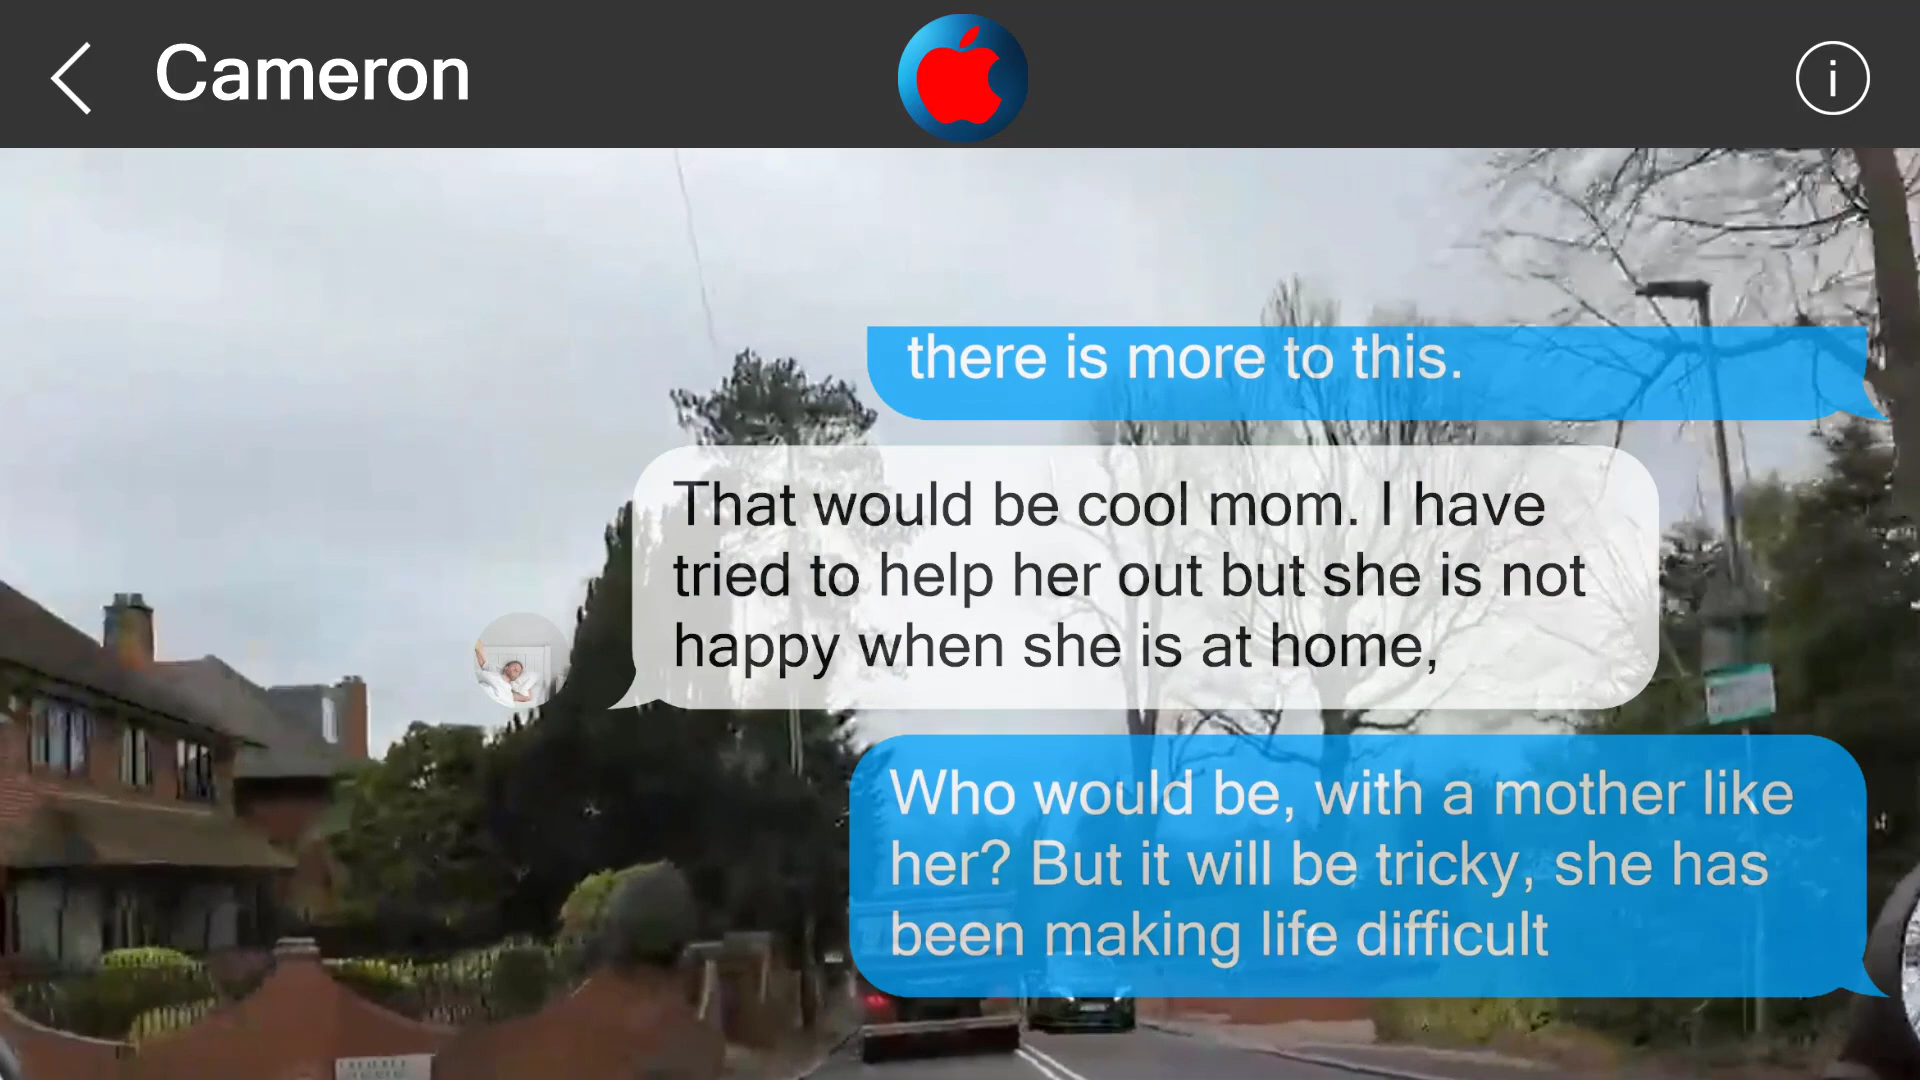 Cameron
there is more to this.
That would be cool mom. I have
tried to help her out but she is not
happy when she is at home,
Who would be, with a mother like
her? But it will be tricky, she has
been making life difficult